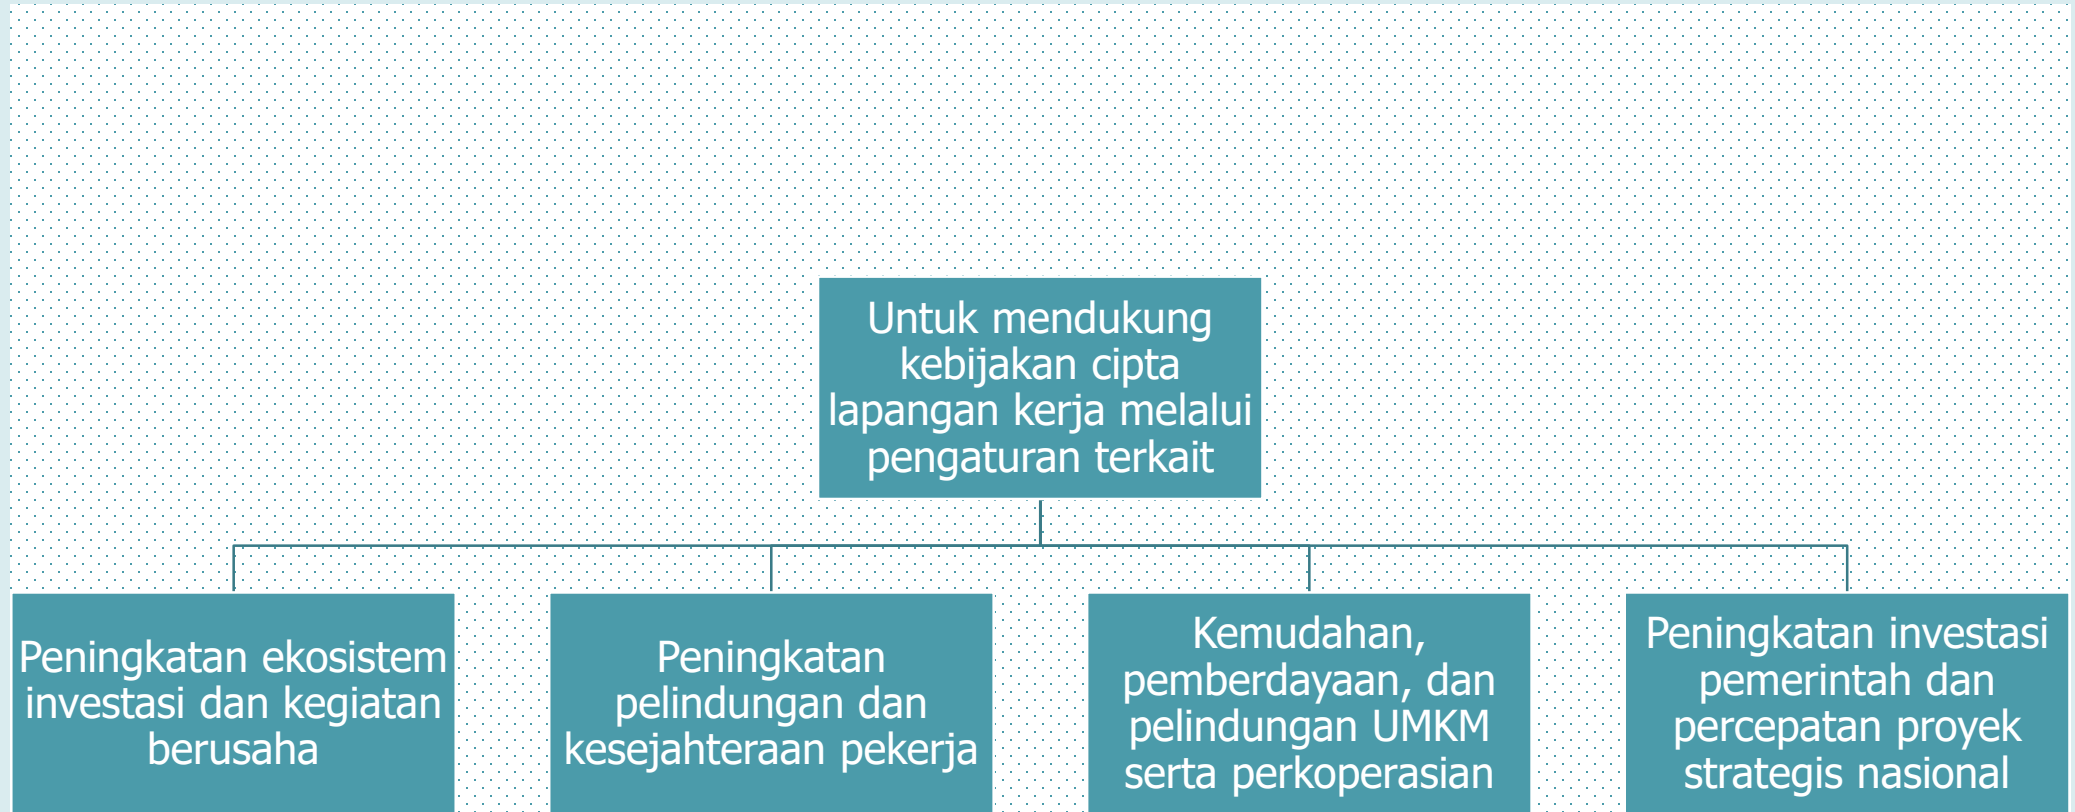 Untuk mendukung
kebijakan cipta
lapangan kerja melalui
pengaturan terkait
Peningkatan ekosistem
investasi dan kegiatan
berusaha
Peningkatan
pelindungan dan
kesejahteraan pekerja
Kemudahan,
pemberdayaan, dan
pelindungan UMKM
serta perkoperasian
Peningkatan investasi
pemerintah dan
percepatan proyek
strategis nasional